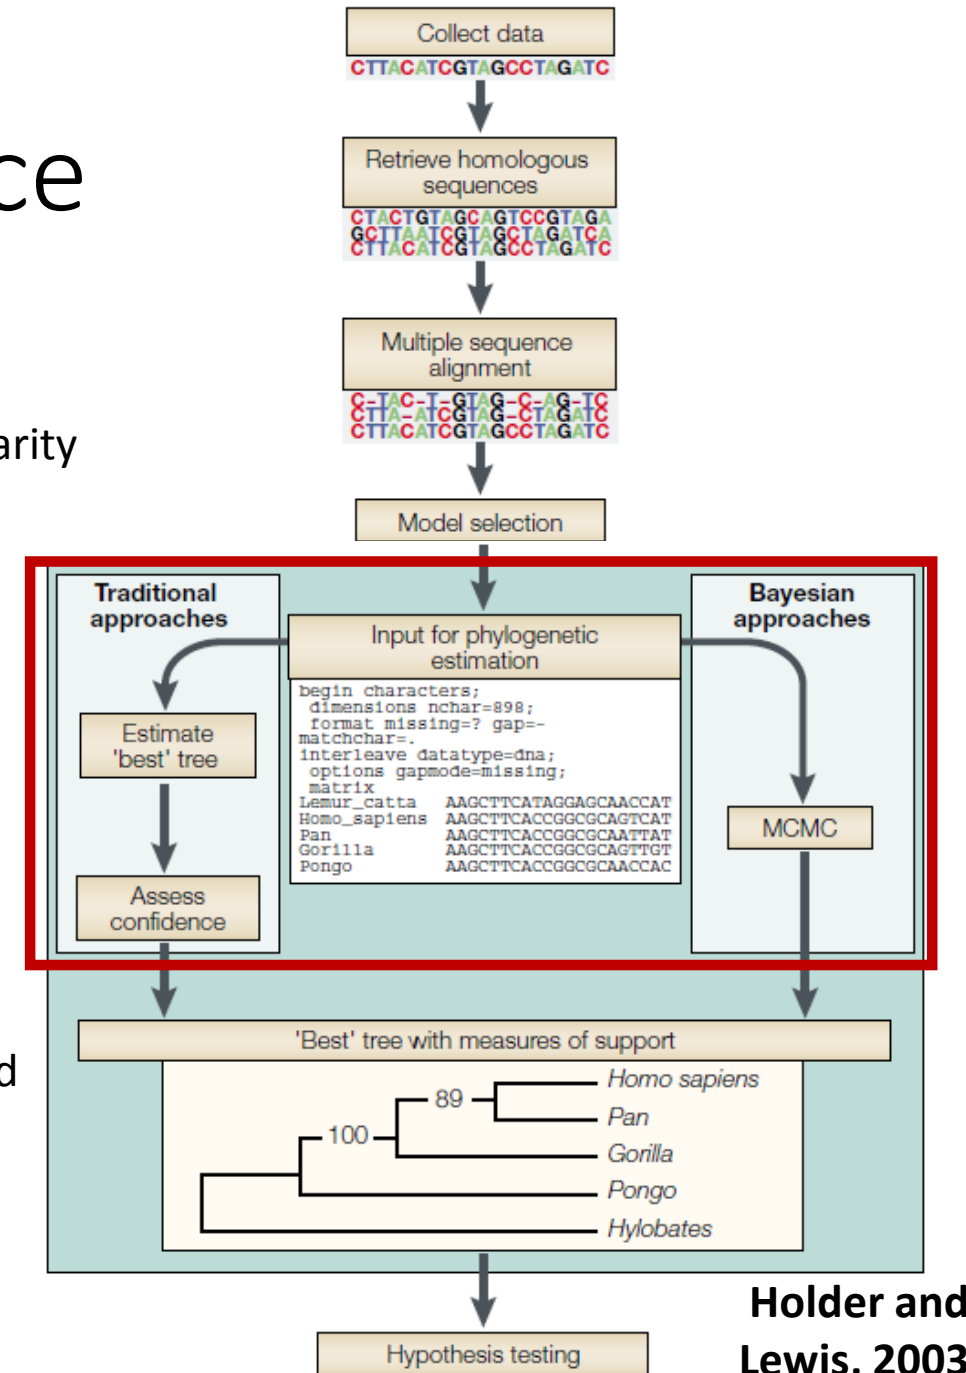 Collect data
CTTACATCGTAGCCTAGATC
ce
Retrieve homologous
sequences
CTACTGTAGCAGTCCGTAGA
GCTTAATCGTAGCTAGATCA
CTTACATCGTAGCCTAGATC
Multiple sequence
alignment
C-TAC-T-GTAG-C-AG-TC
CTTA-ATCGTAG-CTAGATC
CTTACATCGTAGCCTAGATC
arity
Model selection
Traditional
approaches
Bayesian
approaches
Input for phylogenetic
estimation
begin characters;
dimensions nchar=898;
format missing=? gap=-
matchchar=.
interleave datatype=dna;
options gapmode=missing;
matrix
Lemur_catta AAGCTTCATAGGAGCAACCAT
Homo_sapiens AAGCTTCACCGGCGCAGTCAT
Pan AAGCTTCACCGGCGCAATTAT
Gorilla AAGCTTCACCGGCGCAGTTGT
Pongo AAGCTTCACCGGCGCAACCAC
Estimate
'best' tree
Assess
confidence
MCMC
'Best' tree with measures of support
d
Homo sapiens
89
Pan
100
Gorilla
Pongo
Hylobates
Holder and
Lewis. 2003
Hypothesis testing